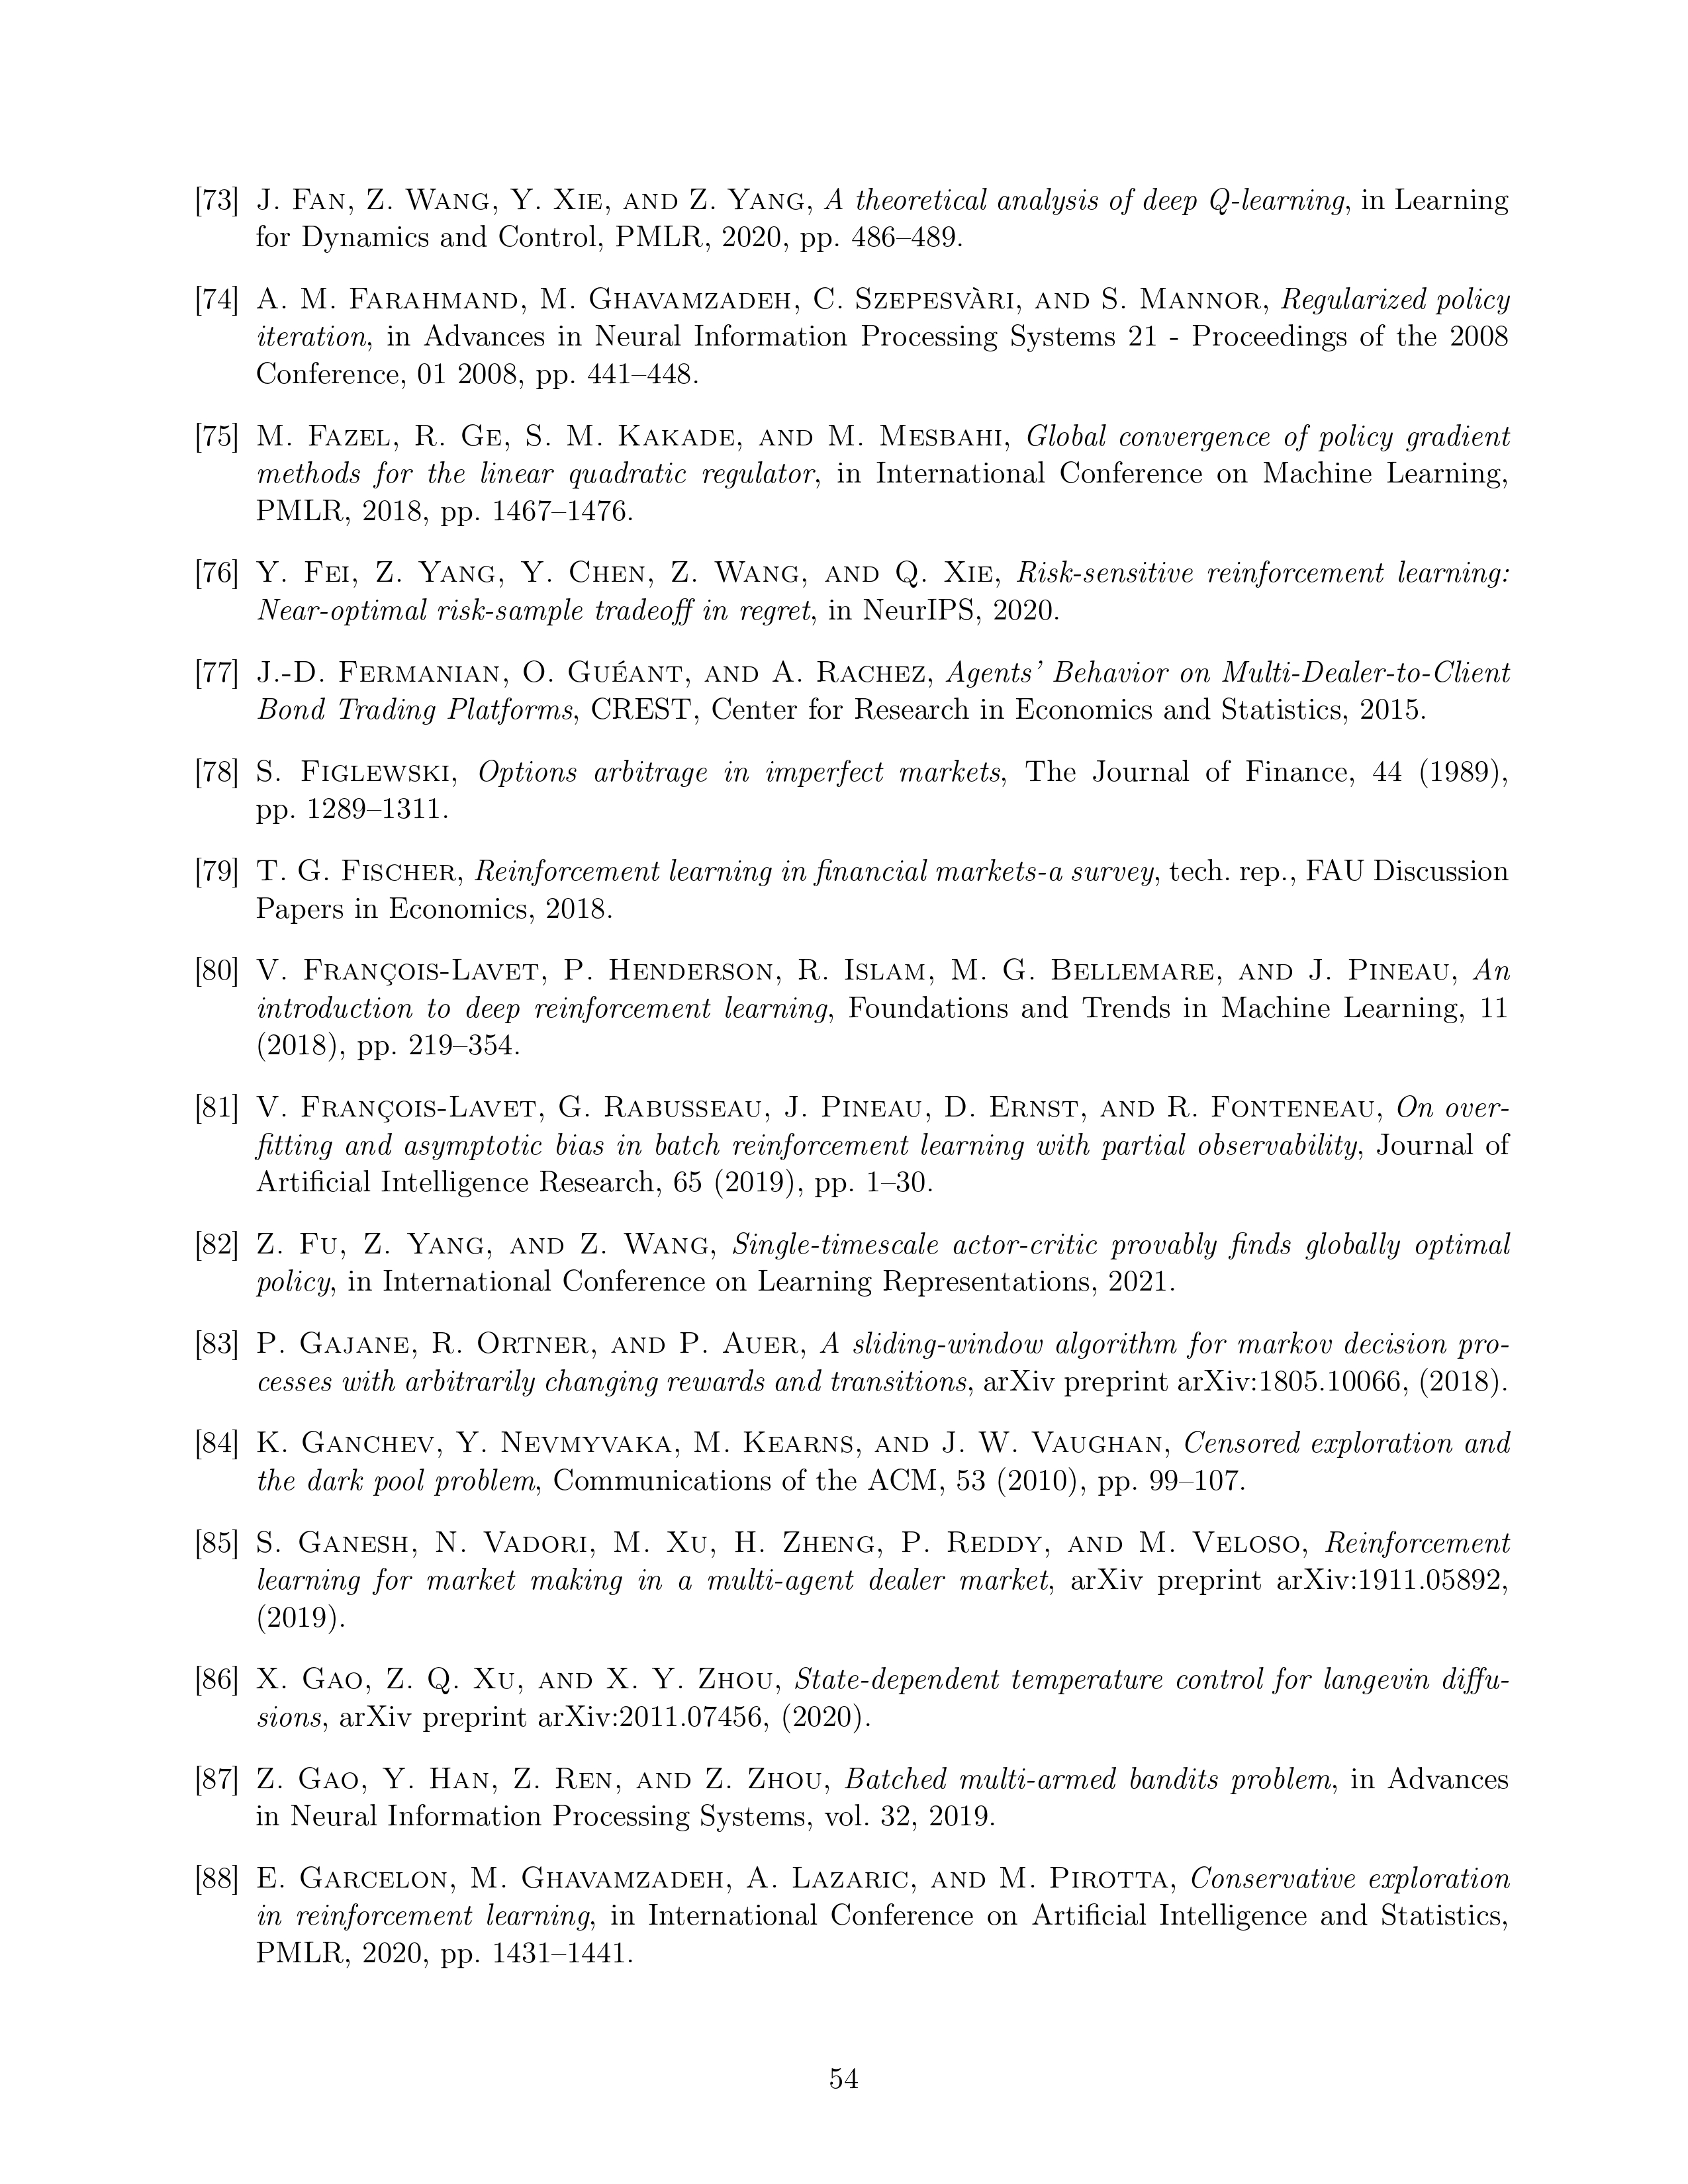 [73] J. Fan, Z. Wang, Y. Xie, and Z. Yang, A theoretical analysis of deep Q-learning, in Learning
for Dynamics and Control, PMLR, 2020, pp. 486–489.
[74] A. M. Farahmand, M. Ghavamzadeh, C. Szepesvàri, and S. Mannor, Regularized policy
iteration, in Advances in Neural Information Processing Systems 21 - Proceedings of the 2008
Conference, 01 2008, pp. 441–448.
[75] M. Fazel, R. Ge, S. M. Kakade, and M. Mesbahi, Global convergence of policy gradient
methods for the linear quadratic regulator, in International Conference on Machine Learning,
PMLR, 2018, pp. 1467–1476.
[76] Y. Fei, Z. Yang, Y. Chen, Z. Wang, and Q. Xie, Risk-sensitive reinforcement learning:
Near-optimal risk-sample tradeoff in regret, in NeurIPS, 2020.
[77] J.-D. Fermanian, O. Guéant, and A. Rachez, Agents' Behavior on Multi-Dealer-to-Client
Bond Trading Platforms, CREST, Center for Research in Economics and Statistics, 2015.
[78] S. Figlewski, Options arbitrage in imperfect markets, The Journal of Finance, 44 (1989),
pp. 1289–1311.
[79] T. G. Fischer, Reinforcement learning in financial markets-a survey, tech. rep., FAU Discussion
Papers in Economics, 2018.
[80] V. François-Lavet, P. Henderson, R. Islam, M. G. Bellemare, and J. Pineau, An
introduction to deep reinforcement learning, Foundations and Trends in Machine Learning, 11
(2018), pp. 219–354.
[81] V. François-Lavet, G. Rabusseau, J. Pineau, D. Ernst, and R. Fonteneau, On over-
fitting and asymptotic bias in batch reinforcement learning with partial observability, Journal of
Artificial Intelligence Research, 65 (2019), pp. 1–30.
[82] Z. Fu, Z. Yang, and Z. Wang, Single-timescale actor-critic provably finds globally optimal
policy, in International Conference on Learning Representations, 2021.
[83] P. Gajane, R. Ortner, and P. Auer, A sliding-window algorithm for markov decision pro-
cesses with arbitrarily changing rewards and transitions, arXiv preprint arXiv:1805.10066, (2018).
[84] K. Ganchev, Y. Nevmyvaka, M. Kearns, and J. W. Vaughan, Censored exploration and
the dark pool problem, Communications of the ACM, 53 (2010), pp. 99–107.
[85] S. Ganesh, N. Vadori, M. Xu, H. Zheng, P. Reddy, and M. Veloso, Reinforcement
learning for market making in a multi-agent dealer market, arXiv preprint arXiv:1911.05892,
(2019).
[86] X. Gao, Z. Q. Xu, and X. Y. Zhou, State-dependent temperature control for langevin diffu-
sions, arXiv preprint arXiv:2011.07456, (2020).
[87] Z. Gao, Y. Han, Z. Ren, and Z. Zhou, Batched multi-armed bandits problem, in Advances
in Neural Information Processing Systems, vol. 32, 2019.
[88] E. Garcelon, M. Ghavamzadeh, A. Lazaric, and M. Pirotta, Conservative exploration
in reinforcement learning, in International Conference on Artificial Intelligence and Statistics,
PMLR, 2020, pp. 1431–1441.
54